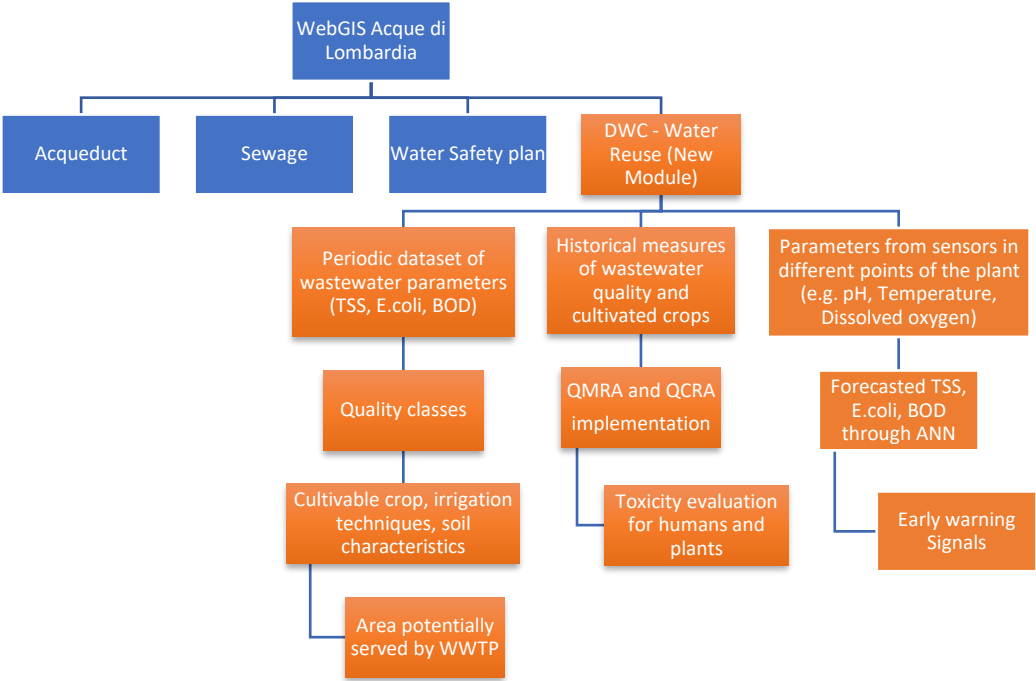 WebGIS Acque di
Lombardia
Acqueduct
Sewage
Water Safety plan
DWC - Water
Reuse (New
Module)
Periodic dataset of
wastewater parameters
(TSS, E.coli, BOD)
Historical measures
of wastewater
quality and
cultivated crops
Parameters from sensors in
different points of the plant
(e.g. pH, Temperature,
Dissolved oxygen)
Quality classes
QMRA and QCRA
implementation
Forecasted TSS,
E.coli, BOD
through ANN
Cultivable crop, irrigation
techniques, soil
characteristics
Toxicity evaluation
for humans and
plants
Early warning
Signals
Area potentially
served by WWTP